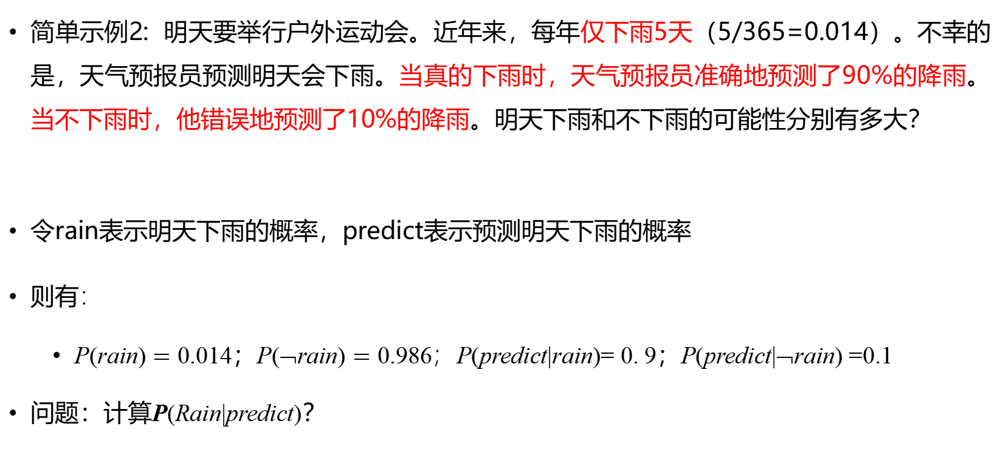 • 简单示例2: 明天要举行户外运动会。近年来，每年仅下雨5天（5/365=0.014）。不幸的
是，天气预报员预测明天会下雨。当真的下雨时，天气预报员准确地预测了90%的降雨。
当不下雨时，他错误地预测了10%的降雨。明天下雨和不下雨的可能性分别有多大?
• 令rain表示明天下雨的概率，predict表示预测明天下雨的概率
• 则有：
• P(rain) = 0.014； P(¬rain) = 0.986； P(predict|rain)= 0. 9； P(predict|¬rain) =0.1
• 问题：计算P(Rain|predict)?